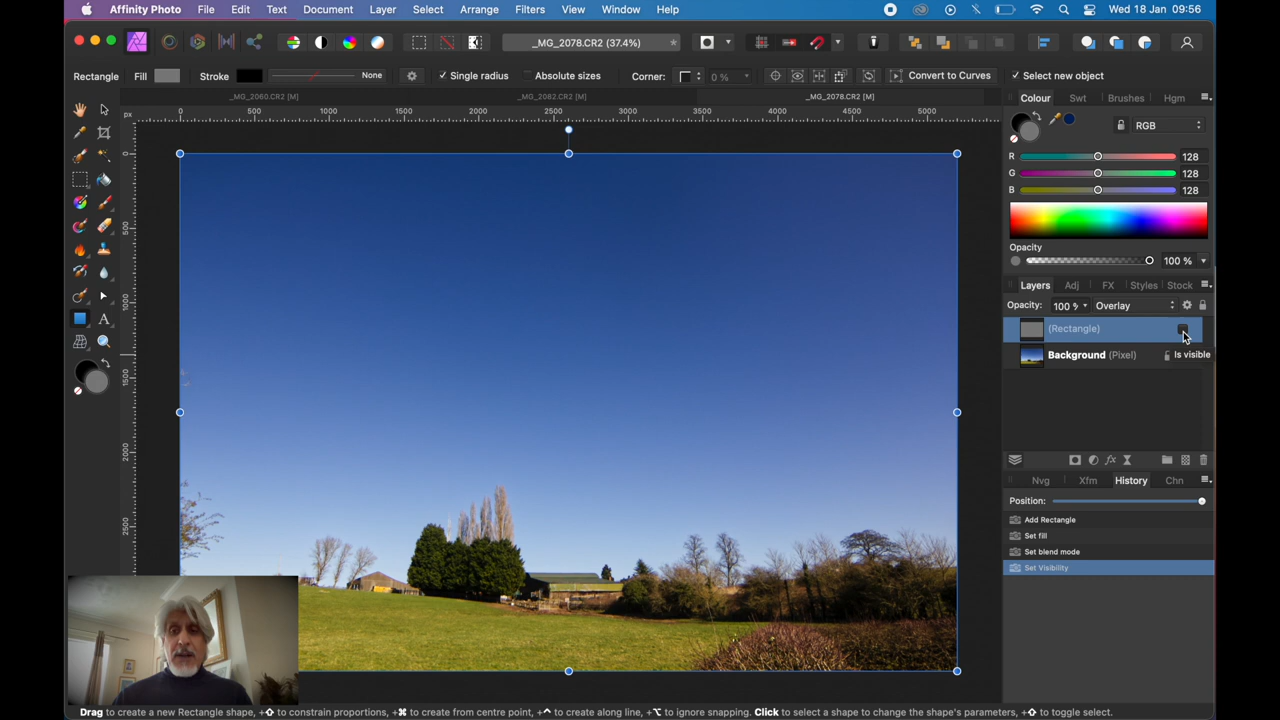 Affinity Photo File Edit Text Document Layer Select Arrange Filters View Window Help Wed 18 Jan 09:56
_MG_2078.CR2 (37.4%) *
Rectangle Fill Stroke None Single radius Absolute sizes Corner: 0 % Convert to Curves Select new object
_MG_2060.CR2 [M] _MG_2082.CR2 [M] _MG_2078.CR2 [M]
Colour Swt Brushes Hgm
px 0 500 1000 1500 2000 2500 3000 3500 4000 4500 5000
RGB
0
R 128
G 128
B 128
500
Opacity
100 %
Layers Adj FX Styles Stock
1000
Opacity: 100 % Overlay
(Rectangle)
Background (Pixel) Is visible
1500
2000
Nvg Xfm History Chn
Position:
2500
Add Rectangle
Set fill
Set blend mode
Set Visibility
Drag to create a new Rectangle shape, +⇧ to constrain proportions, +⌘ to create from centre point, +^ to create along line, +⌥ to ignore snapping. Click to select a shape to change the shape's parameters, +⇧ to toggle select.